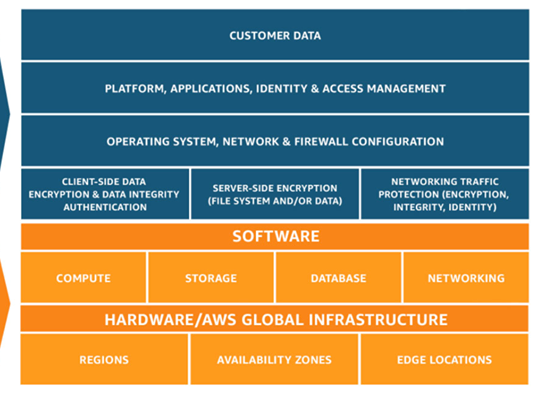 CUSTOMER DATA
PLATFORM, APPLICATIONS, IDENTITY & ACCESS MANAGEMENT
OPERATING SYSTEM, NETWORK & FIREWALL CONFIGURATION
CLIENT-SIDE DATA
ENCRYPTION & DATA INTEGRITY
AUTHENTICATION
SERVER-SIDE ENCRYPTION
(FILE SYSTEM AND/OR DATA)
NETWORKING TRAFFIC
PROTECTION (ENCRYPTION,
INTEGRITY, IDENTITY)
SOFTWARE
COMPUTE
STORAGE
DATABASE
NETWORKING
HARDWARE/AWS GLOBAL INFRASTRUCTURE
REGIONS
AVAILABILITY ZONES
EDGE LOCATIONS